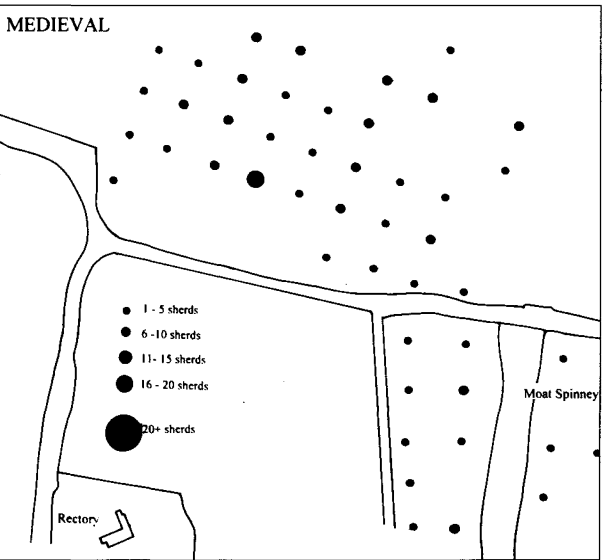 MEDIEVAL
1 - 5 sherds
6 -10 sherds
11- 15 sherds
16 - 20 sherds
20+ sherds
Moat Spinney
Rectory